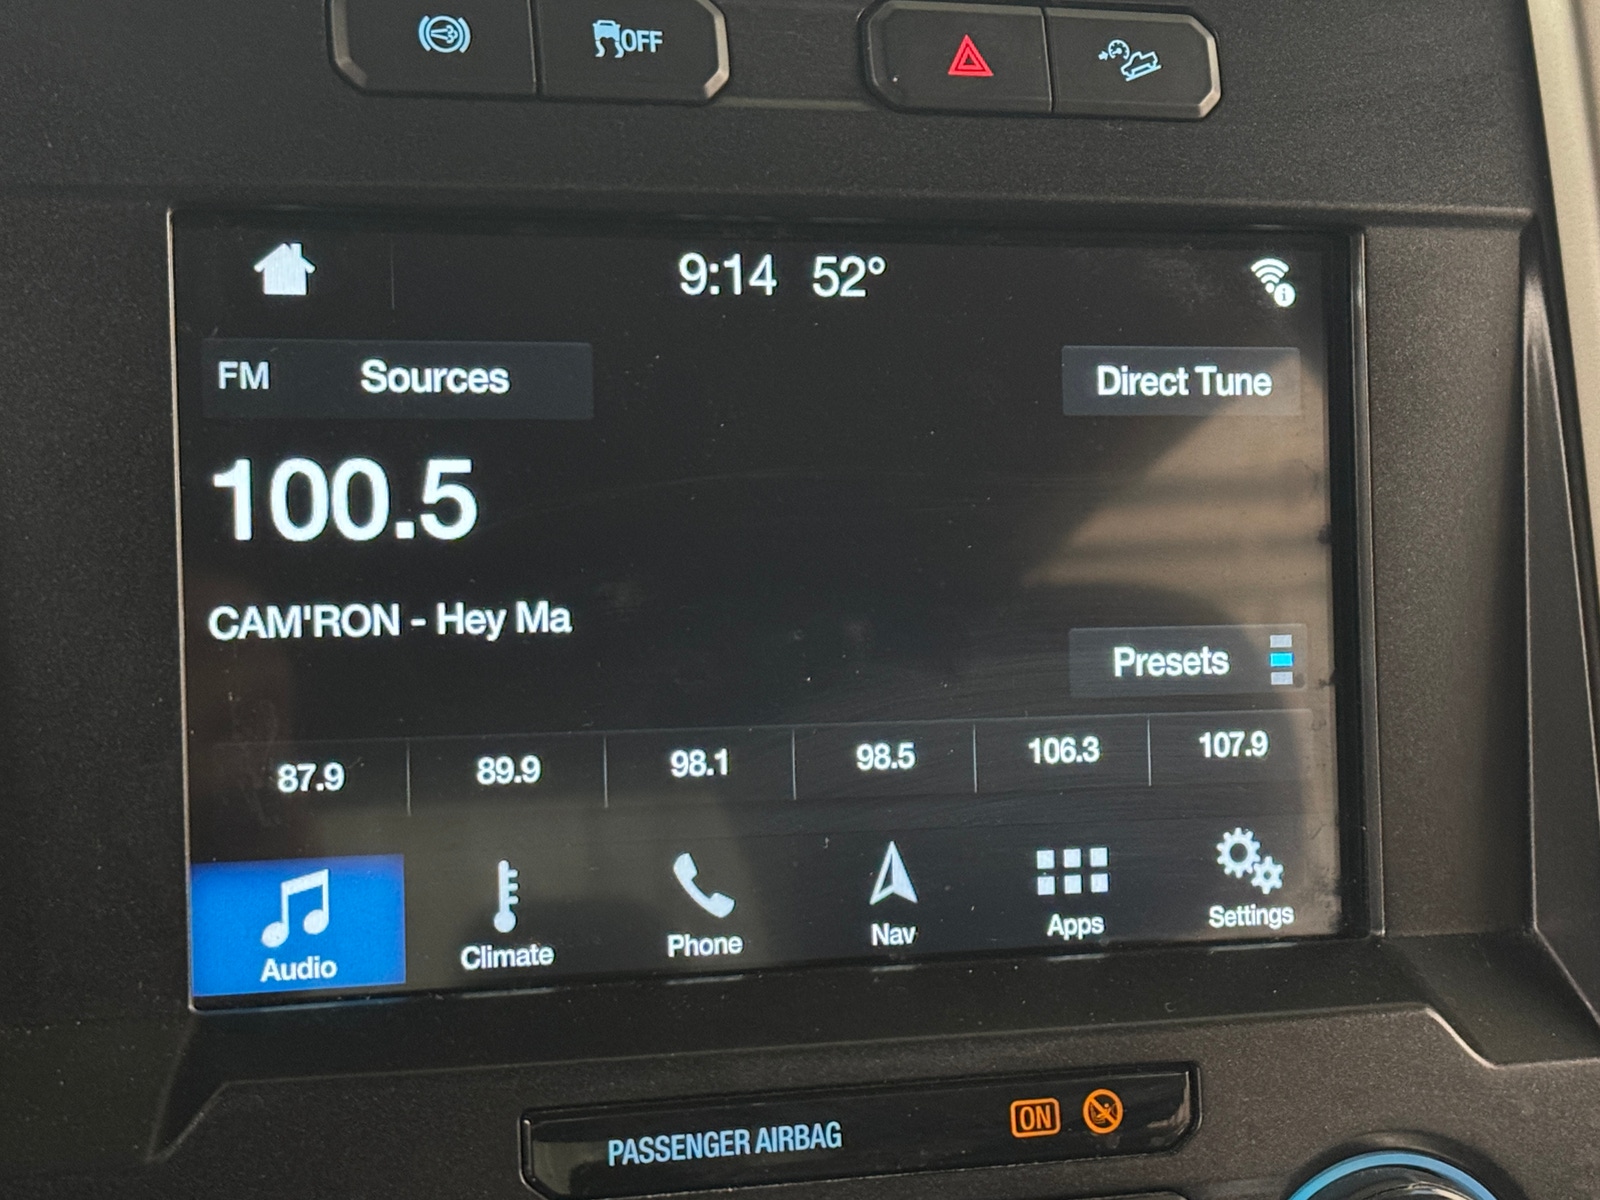 OFF
9:14 52°
FM Sources
Direct Tune
100.5
CAM'RON - Hey Ma
Presets
87.9 89.9 98.1 98.5 106.3 107.9
Audio Climate Phone Nav Apps Settings
PASSENGER AIRBAG ON